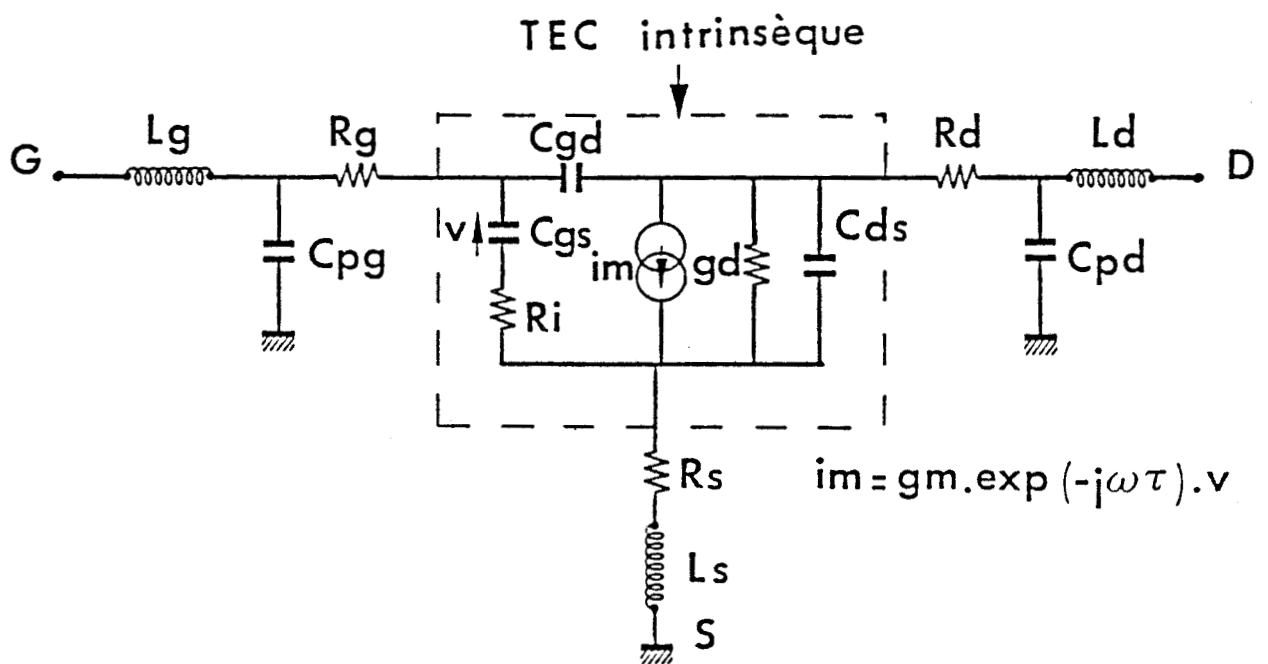 TEC intrinsèque
Lg
Rg
Cgd
Rd
Ld
G
D
v
Cgs
im
gd
Cds
Cpg
Cpd
Ri
Rs
im = gm.exp (-jωτ).v
Ls
S